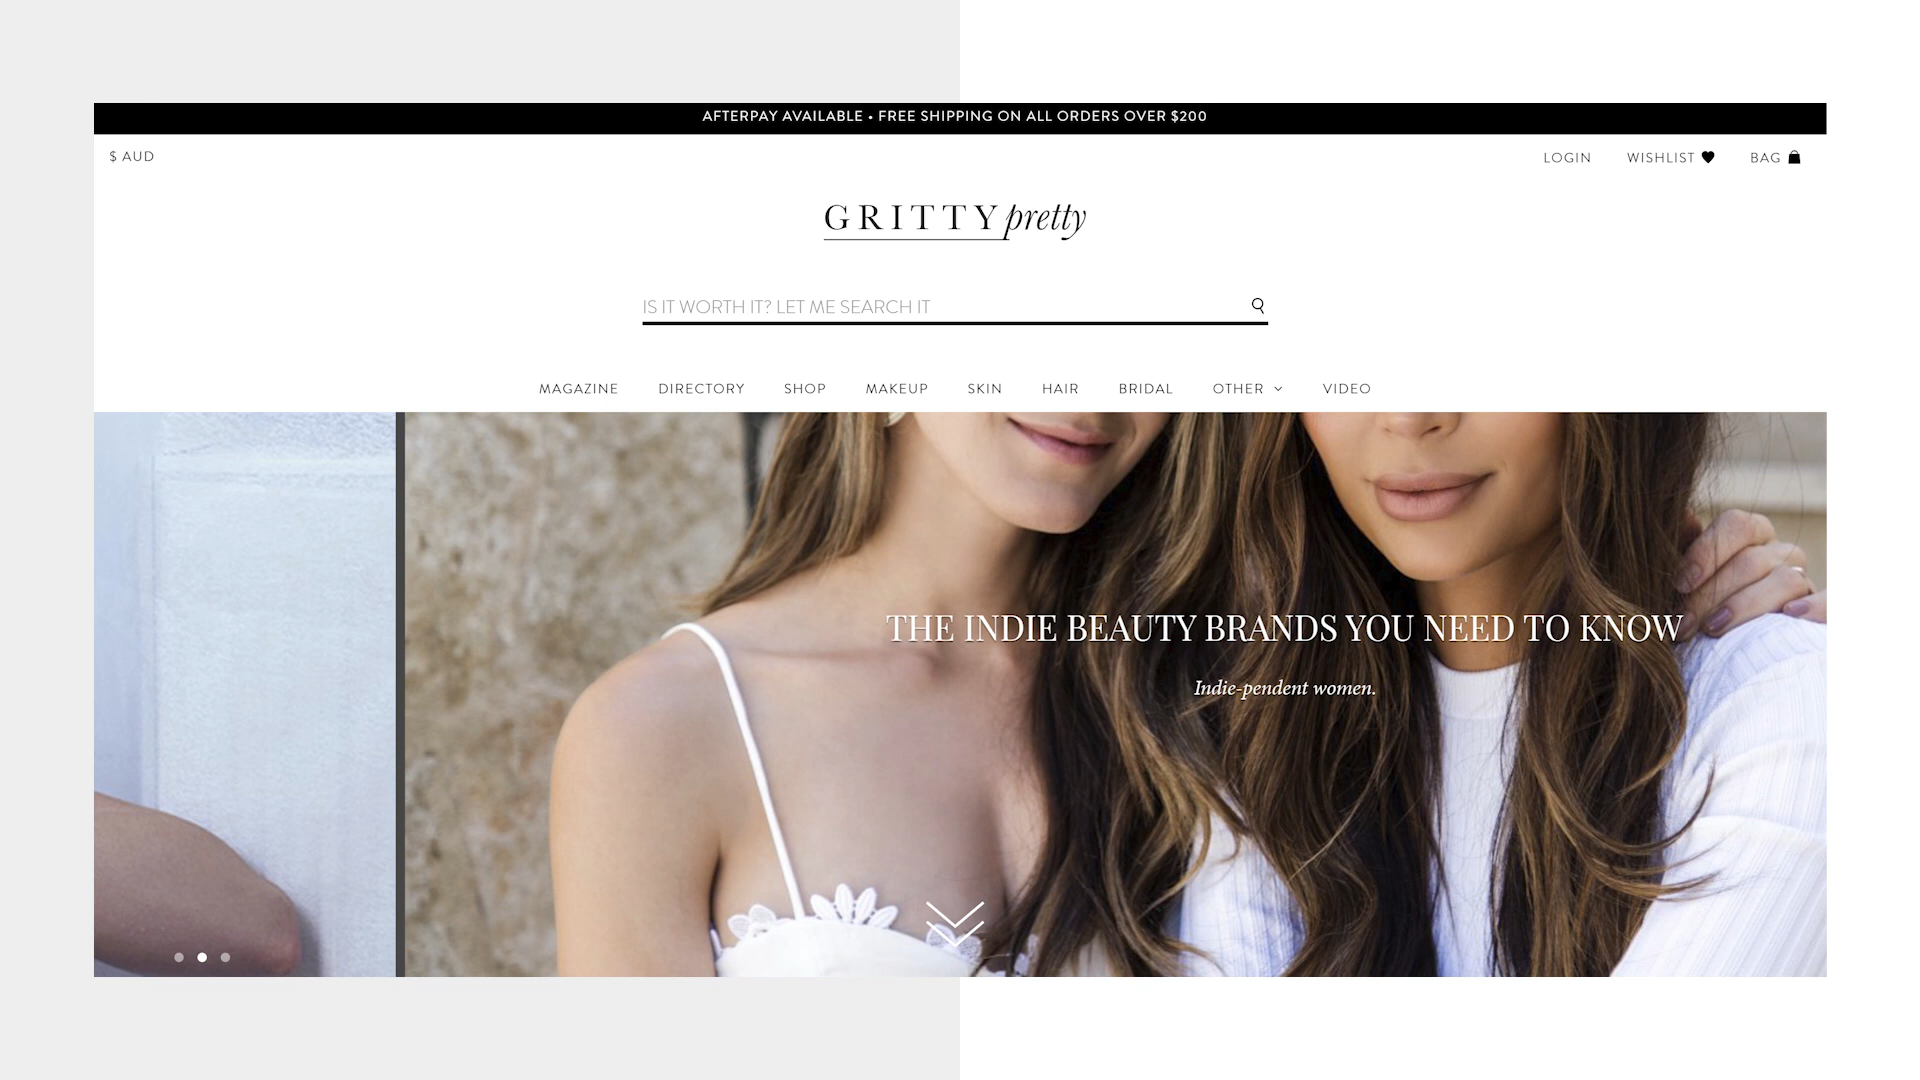 AFTERPAY AVAILABLE • FREE SHIPPING ON ALL ORDERS OVER $200
$ AUD
LOGIN WISHLIST BAG
GRITTY pretty
IS IT WORTH IT? LET ME SEARCH IT
MAGAZINE DIRECTORY SHOP MAKEUP SKIN HAIR BRIDAL OTHER VIDEO
THE INDIE BEAUTY BRANDS YOU NEED TO KNOW
Indie-pendent women.